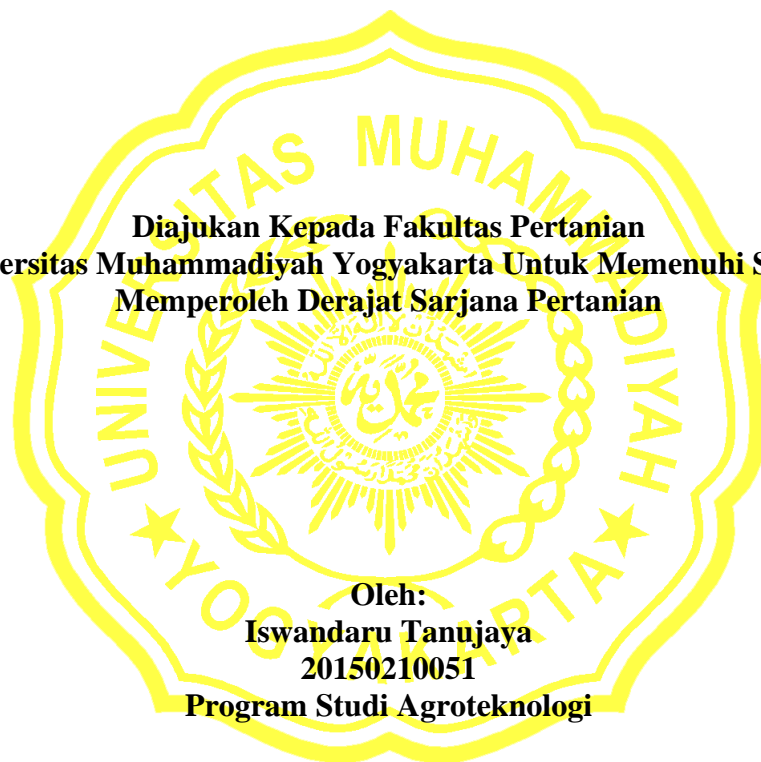 UNIVERSITAS MUHAMMADIYAH
YOGYAKARTA
Diajukan Kepada Fakultas Pertanian
ersitas Muhammadiyah Yogyakarta Untuk Memenuhi S
Memperoleh Derajat Sarjana Pertanian
محمدية
Oleh:
Iswandaru Tanujaya
20150210051
Program Studi Agroteknologi